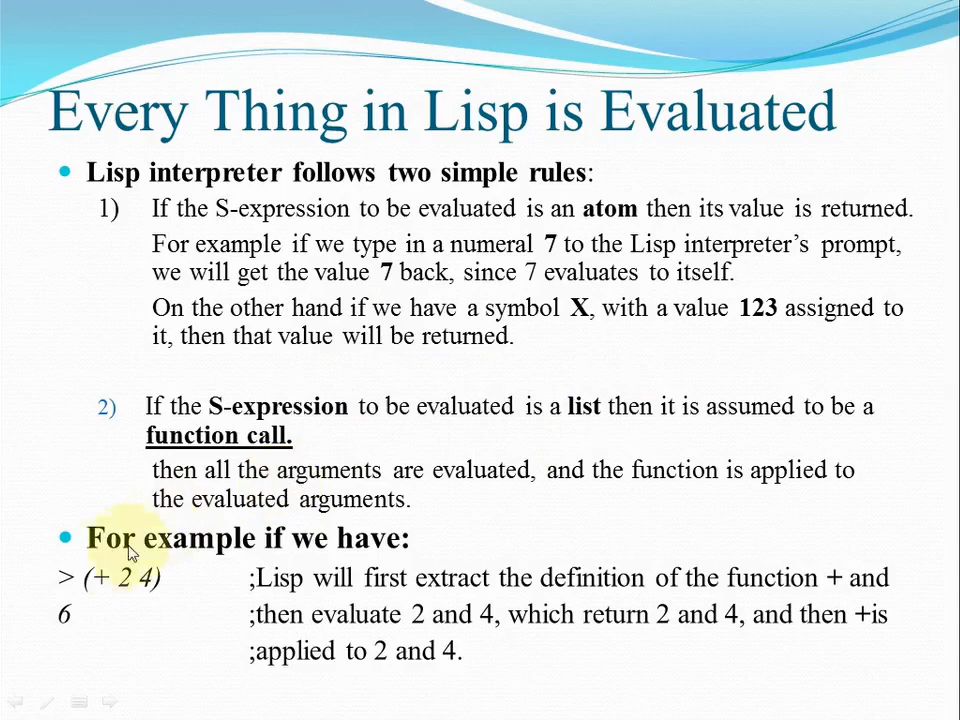 Every Thing in Lisp is Evaluated
Lisp interpreter follows two simple rules:
1) If the S-expression to be evaluated is an atom then its value is returned.
For example if we type in a numeral 7 to the Lisp interpreter’s prompt,
we will get the value 7 back, since 7 evaluates to itself.
On the other hand if we have a symbol X, with a value 123 assigned to
it, then that value will be returned.
2) If the S-expression to be evaluated is a list then it is assumed to be a
function call.
then all the arguments are evaluated, and the function is applied to
the evaluated arguments.
For example if we have:
> (+ 2 4) ;Lisp will first extract the definition of the function + and
6 ;then evaluate 2 and 4, which return 2 and 4, and then +is
;applied to 2 and 4.